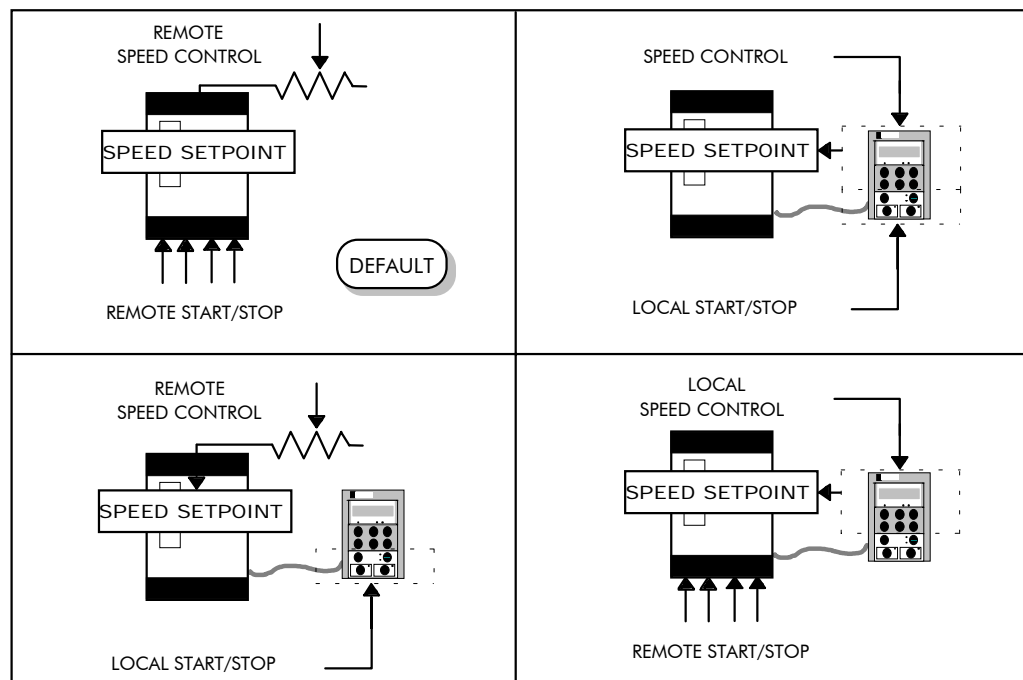 REMOTE
SPEED CONTROL
SPEED SETPOINT
DEFAULT
REMOTE START/STOP
SPEED CONTROL
SPEED SETPOINT
LOCAL START/STOP
REMOTE
SPEED CONTROL
SPEED SETPOINT
LOCAL START/STOP
LOCAL
SPEED CONTROL
SPEED SETPOINT
REMOTE START/STOP